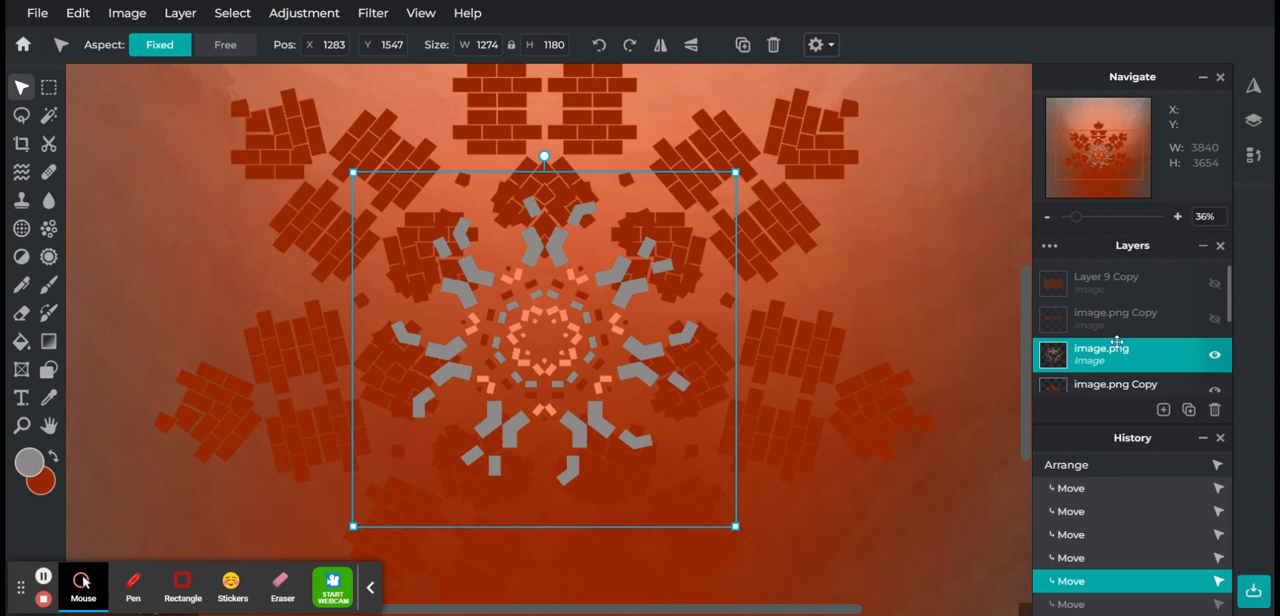 File Edit Image Layer Select Adjustment Filter View Help
Aspect: Fixed Free Pos: X 1283 Y 1547 Size: W 1274 H 1180
Navigate
X:
Y:
W: 3840
H: 3654
- + 36%
Layers
Layer 9 Copy
Image
image.png Copy
Image
image.png
Image
image.png Copy
History
Arrange
Move
Move
Move
Move
Move
Move
Mouse Pen Rectangle Stickers Eraser START WEBCAM